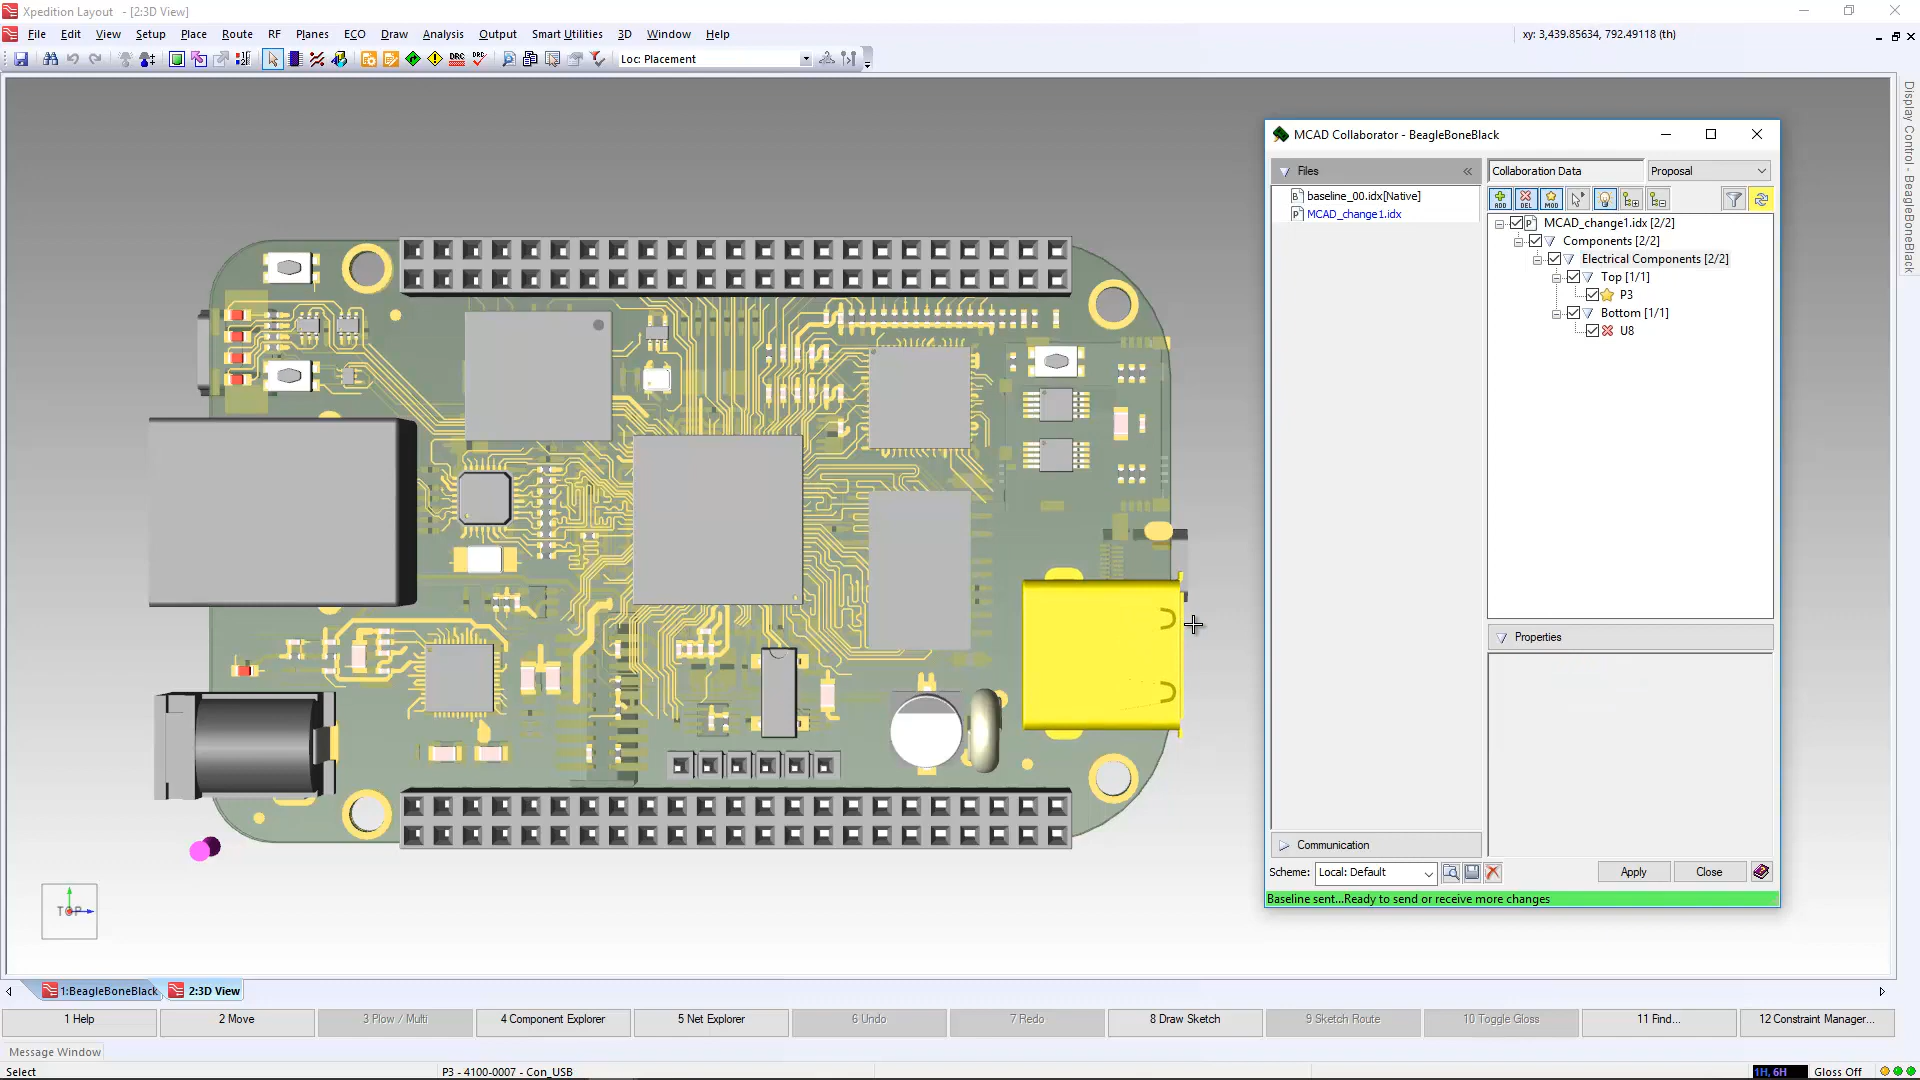 Xpedition Layout - [2:3D View]
File Edit View Setup Place Route RF Planes ECO Draw Analysis Output Smart Utilities 3D Window Help
xy: 3,439.85634, 792.49118 (th)
Loc: Placement
Display Control - BeagleBoneBlack
MCAD Collaborator - BeagleBoneBlack
Files
Collaboration Data
Proposal
baseline_00.idx[Native]
MCAD_change1.idx
ADD DEL MOD
MCAD_change1.idx [2/2]
Components [2/2]
Electrical Components [2/2]
Top [1/1]
P3
Bottom [1/1]
U8
Properties
Communication
Scheme: Local: Default
Apply Close
Baseline sent...Ready to send or receive more changes
TOP
1:BeagleBoneBlack 2:3D View
1 Help 2 Move 3 Plow / Multi 4 Component Explorer 5 Net Explorer 6 Undo 7 Redo 8 Draw Sketch 9 Sketch Route 10 Toggle Gloss 11 Find... 12 Constraint Manager...
Message Window
Select P3 - 4100-0007 - Con_USB 1H, 6H Gloss Off